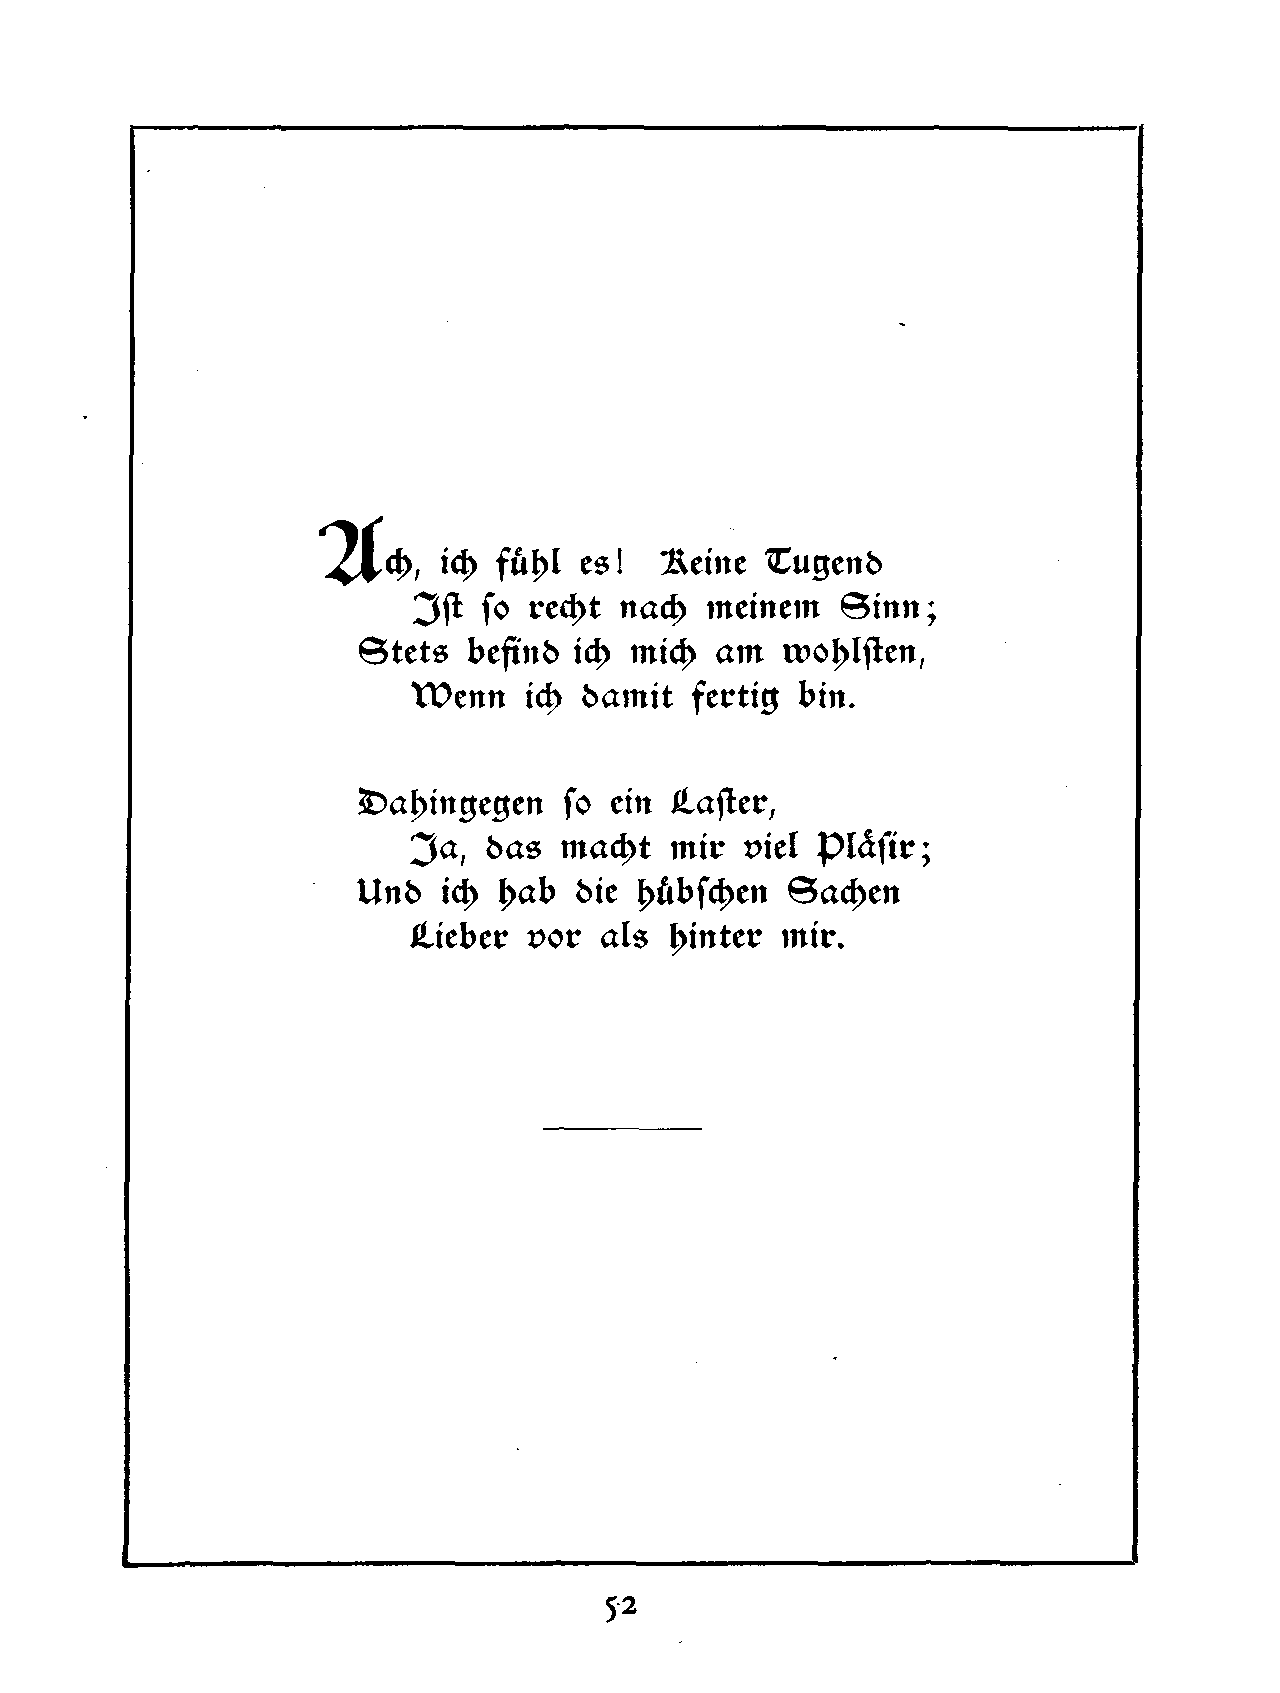 Ach, ich fühl es! Keine Tugend
Iſt ſo recht nach meinem Sinn;
Stets befind ich mich am wohlſten,
Wenn ich damit fertig bin.
Dahingegen ſo ein Laſter,
Ja, das macht mir viel Pläſir;
Und ich hab die hübſchen Sachen
Lieber vor als hinter mir.
52